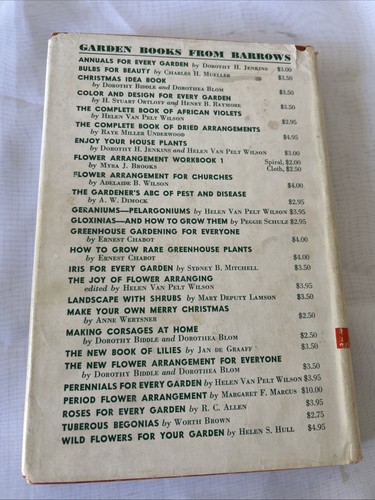 GARDEN BOOKS FROM BARROWS
ANNUALS FOR EVERY GARDEN by Dorothy H. Jenkins $3.00
BULBS FOR BEAUTY by Charles H. Mueller $3.50
CHRISTMAS IDEA BOOK
by Dorothy Biddle and Dorothea Blom $3.50
COLOR AND DESIGN FOR EVERY GARDEN
by H. Stuart Ortloff and Henry B. Raymore $3.50
THE COMPLETE BOOK OF AFRICAN VIOLETS
by Helen Van Pelt Wilson $2.95
THE COMPLETE BOOK OF DRIED ARRANGEMENTS
by Raye Miller Underwood $4.95
ENJOY YOUR HOUSE PLANTS
by Dorothy H. Jenkins and Helen Van Pelt Wilson $3.00
FLOWER ARRANGEMENT WORKBOOK 1 Spiral, $2.00
by Myra J. Brooks Cloth, $3.50
FLOWER ARRANGEMENT FOR CHURCHES
by Adelaide B. Wilson $4.00
THE GARDENER'S ABC OF PEST AND DISEASE
by A. W. Dimock $2.95
GERANIUMS—PELARGONIUMS by Helen Van Pelt Wilson $3.95
GLOXINIAS—AND HOW TO GROW THEM by Peggie Schulz $2.95
GREENHOUSE GARDENING FOR EVERYONE
by Ernest Chabot $4.00
HOW TO GROW RARE GREENHOUSE PLANTS
by Ernest Chabot $4.00
IRIS FOR EVERY GARDEN by Sydney B. Mitchell $3.50
THE JOY OF FLOWER ARRANGING
edited by Helen Van Pelt Wilson $3.95
LANDSCAPE WITH SHRUBS by Mary Deputy Lamson $3.50
MAKE YOUR OWN MERRY CHRISTMAS
by Anne Wertsner $2.50
MAKING CORSAGES AT HOME
by Dorothy Biddle and Dorothea Blom $2.50
THE NEW BOOK OF LILIES by Jan de Graaff $3.50
THE NEW FLOWER ARRANGEMENT FOR EVERYONE
by Dorothy Biddle and Dorothea Blom $3.50
PERENNIALS FOR EVERY GARDEN by Helen Van Pelt Wilson $3.95
PERIOD FLOWER ARRANGEMENT by Margaret F. Marcus $10.00
ROSES FOR EVERY GARDEN by R. C. Allen $3.95
TUBEROUS BEGONIAS by Worth Brown $2.75
WILD FLOWERS FOR YOUR GARDEN by Helen S. Hull $4.95